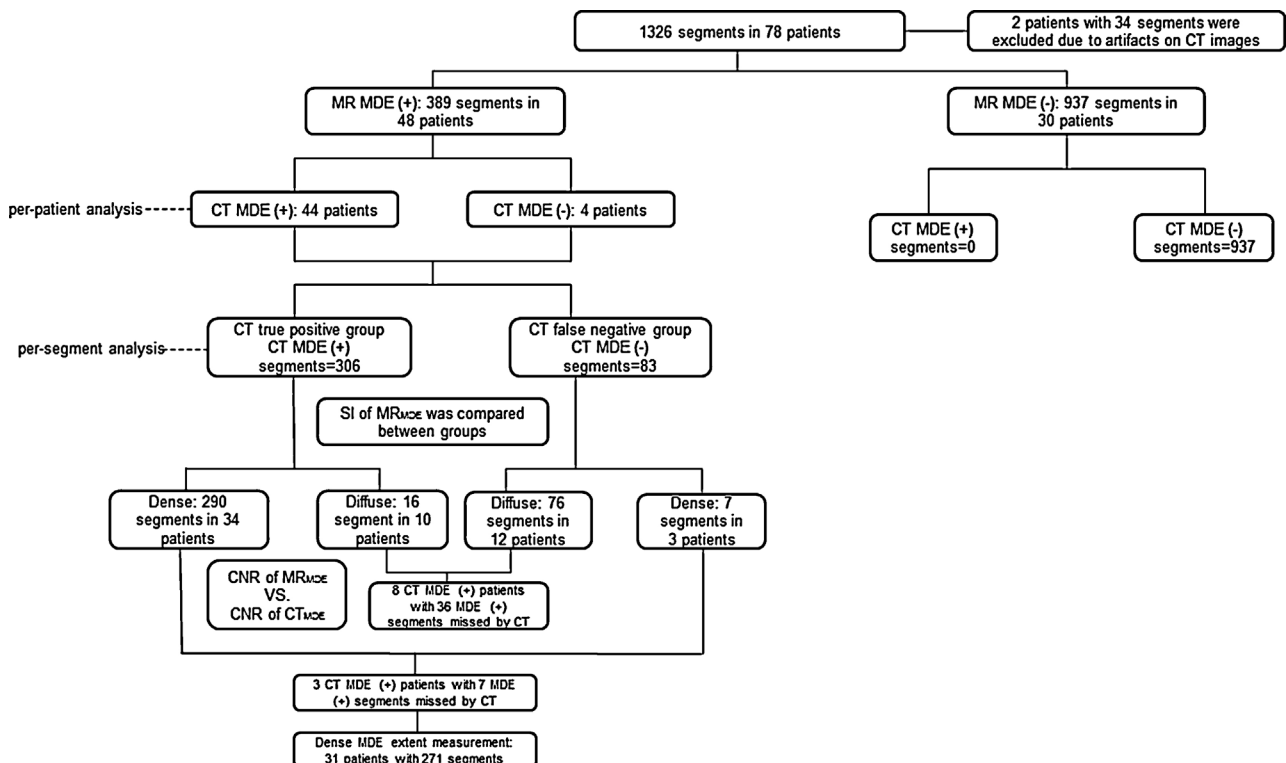 1326 segments in 78 patients
2 patients with 34 segments were
excluded due to artifacts on CT images
MR MDE (+): 389 segments in
48 patients
MR MDE (-): 937 segments in
30 patients
per-patient analysis
CT MDE (+): 44 patients
CT MDE (-): 4 patients
CT MDE (+)
segments=0
CT MDE (-)
segments=937
per-segment analysis
CT true positive group
CT MDE (+)
segments=306
CT false negative group
CT MDE (-)
segments=83
SI of MRMDE was compared
between groups
Dense: 290
segments in 34
patients
Diffuse: 16
segment in 10
patients
Diffuse: 76
segments in
12 patients
Dense: 7
segments in
3 patients
CNR of MRMDE
VS.
CNR of CTMDE
8 CT MDE (+) patients
with 36 MDE (+)
segments missed by CT
3 CT MDE (+) patients with 7 MDE
(+) segments missed by CT
Dense MDE extent measurement:
31 patients with 271 segments